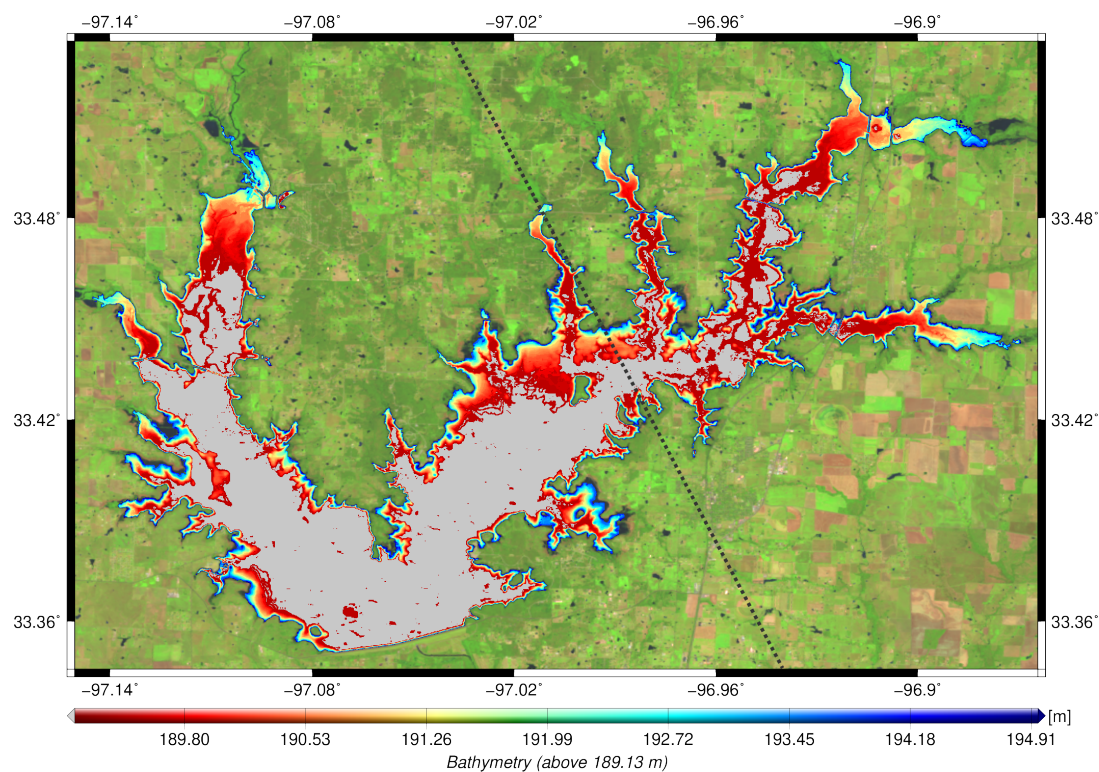 −97.14˚ −97.08˚ −97.02˚ −96.96˚ −96.9˚
33.48˚ 33.48˚
33.42˚ 33.42˚
33.36˚ 33.36˚
−97.14˚ −97.08˚ −97.02˚ −96.96˚ −96.9˚
[m]
189.80 190.53 191.26 191.99 192.72 193.45 194.18 194.91
Bathymetry (above 189.13 m)